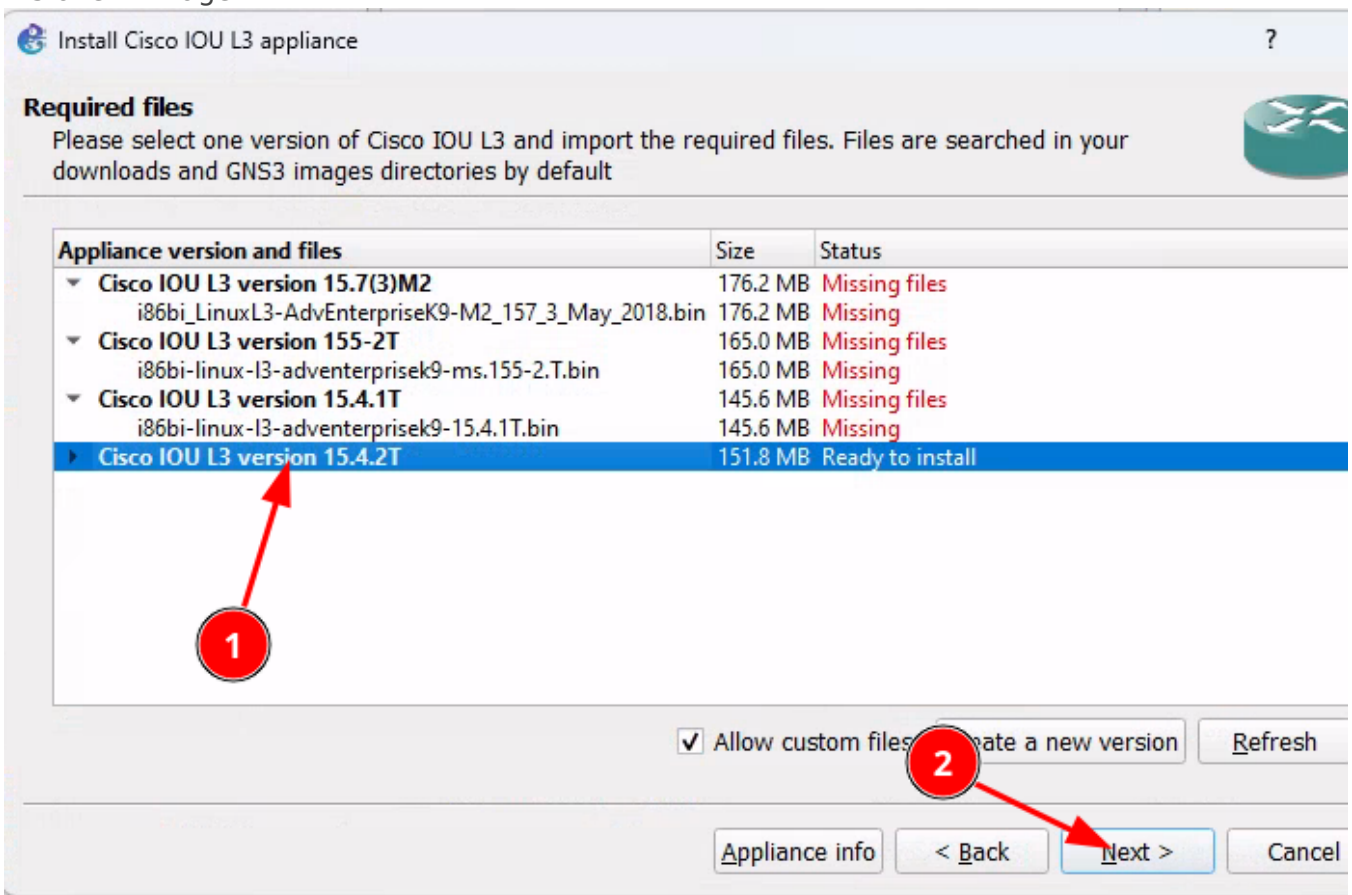 Install Cisco IOU L3 appliance ?
Required files
Please select one version of Cisco IOU L3 and import the required files. Files are searched in your
downloads and GNS3 images directories by default
Appliance version and files Size Status
Cisco IOU L3 version 15.7(3)M2 176.2 MB Missing files
i86bi_LinuxL3-AdvEnterpriseK9-M2_157_3_May_2018.bin 176.2 MB Missing
Cisco IOU L3 version 155-2T 165.0 MB Missing files
i86bi-linux-l3-adventerprisek9-ms.155-2.T.bin 165.0 MB Missing
Cisco IOU L3 version 15.4.1T 145.6 MB Missing files
i86bi-linux-l3-adventerprisek9-15.4.1T.bin 145.6 MB Missing
Cisco IOU L3 version 15.4.2T 151.8 MB Ready to install
1
Allow custom files eate a new version Refresh
2
Appliance info < Back Next > Cancel